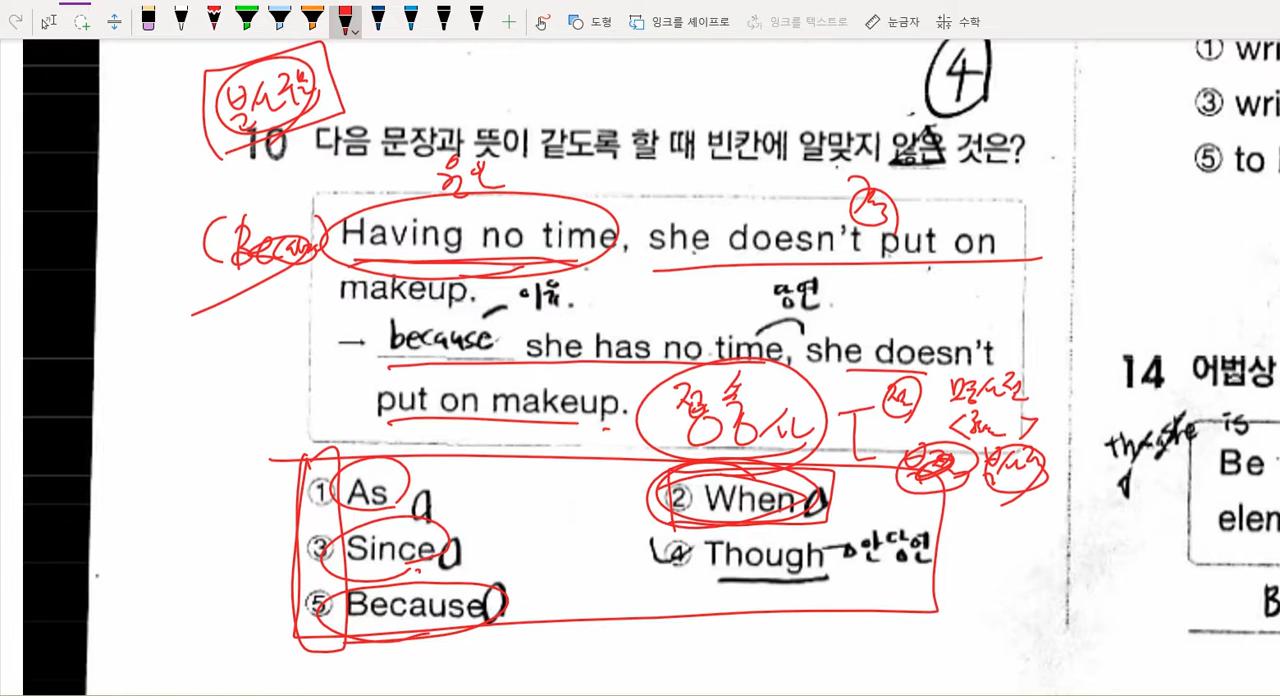 도형 잉크를 셰이프로 잉크를 텍스트로 눈금자 수학
④
분사구문
10 다음 문장과 뜻이 같도록 할 때 빈칸에 알맞지 않은 것은?
원인
(Because) Having no time, she doesn't put on
makeup. 이유. 당연
→ because she has no time, she doesn't
put on makeup. 접속사
① As
② When
③ Since
④ Though → 안당연
⑤ Because
① wri
③ wri
⑤ to
14 어법상
is
Be
elem
B